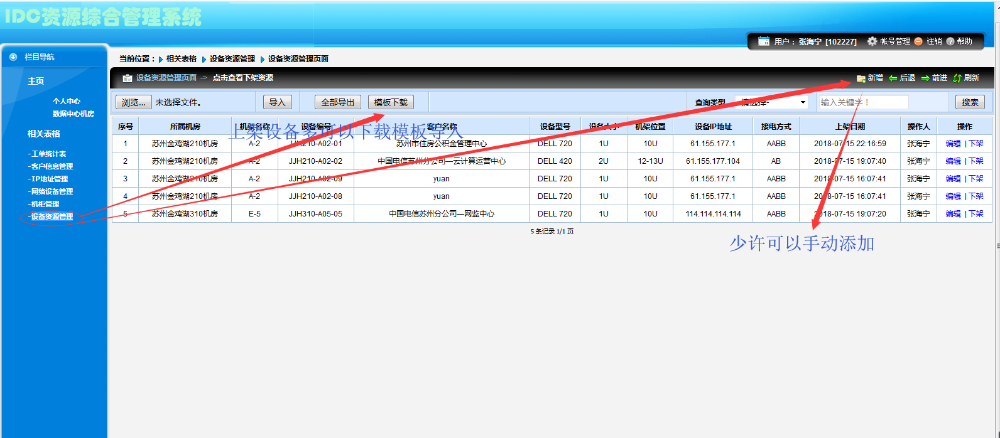 IDC资源综合管理系统
用户： 张海宁 [102227] 帐号管理 注销 帮助
栏目导航
当前位置： 相关表格 设备资源管理 设备资源管理页面
主页
设备资源管理页面 -> 点击查看下架资源 新增 后退 前进 刷新
个人中心
数据中心机房
浏览... 未选择文件。 导入 全部导出 模板下载 查询类型 -请选择- 输入关键字！ 搜索
相关表格
-工单统计表
-客户信息管理
-IP地址管理
-网络设备管理
-机柜管理
-设备资源管理
序号 所属机房 机架名称 设备编号 客户名称 设备型号 设备大小 机架位置 设备IP地址 接电方式 上架日期 操作人 操作
上架设备多可以下载模板导入
1 苏州金鸡湖210机房 A-2 JJH210-A02-01 苏州市住房公积金管理中心 DELL 720 1U 10U 61.155.177.1 AABB 2018-07-15 22:16:59 张海宁 编辑 | 下架
2 苏州金鸡湖210机房 A-2 JJH210-A02-02 中国电信苏州分公司—云计算运营中心 DELL 420 2U 12-13U 61.155.177.104 AB 2018-07-15 19:07:40 张海宁 编辑 | 下架
3 苏州金鸡湖210机房 A-2 JJH210-A02-09 yuan DELL 720 1U 10U 61.155.177.1 AABB 2018-07-15 16:07:41 张海宁 编辑 | 下架
4 苏州金鸡湖210机房 A-2 JJH210-A02-08 yuan DELL 720 1U 10U 61.155.177.1 AABB 2018-07-15 16:07:41 张海宁 编辑 | 下架
5 苏州金鸡湖310机房 E-5 JJH310-A05-05 中国电信苏州分公司—网监中心 DELL 720 1U 10U 114.114.114.114 AABB 2018-07-15 19:07:20 张海宁 编辑 | 下架
5 条记录 1/1 页
少许可以手动添加